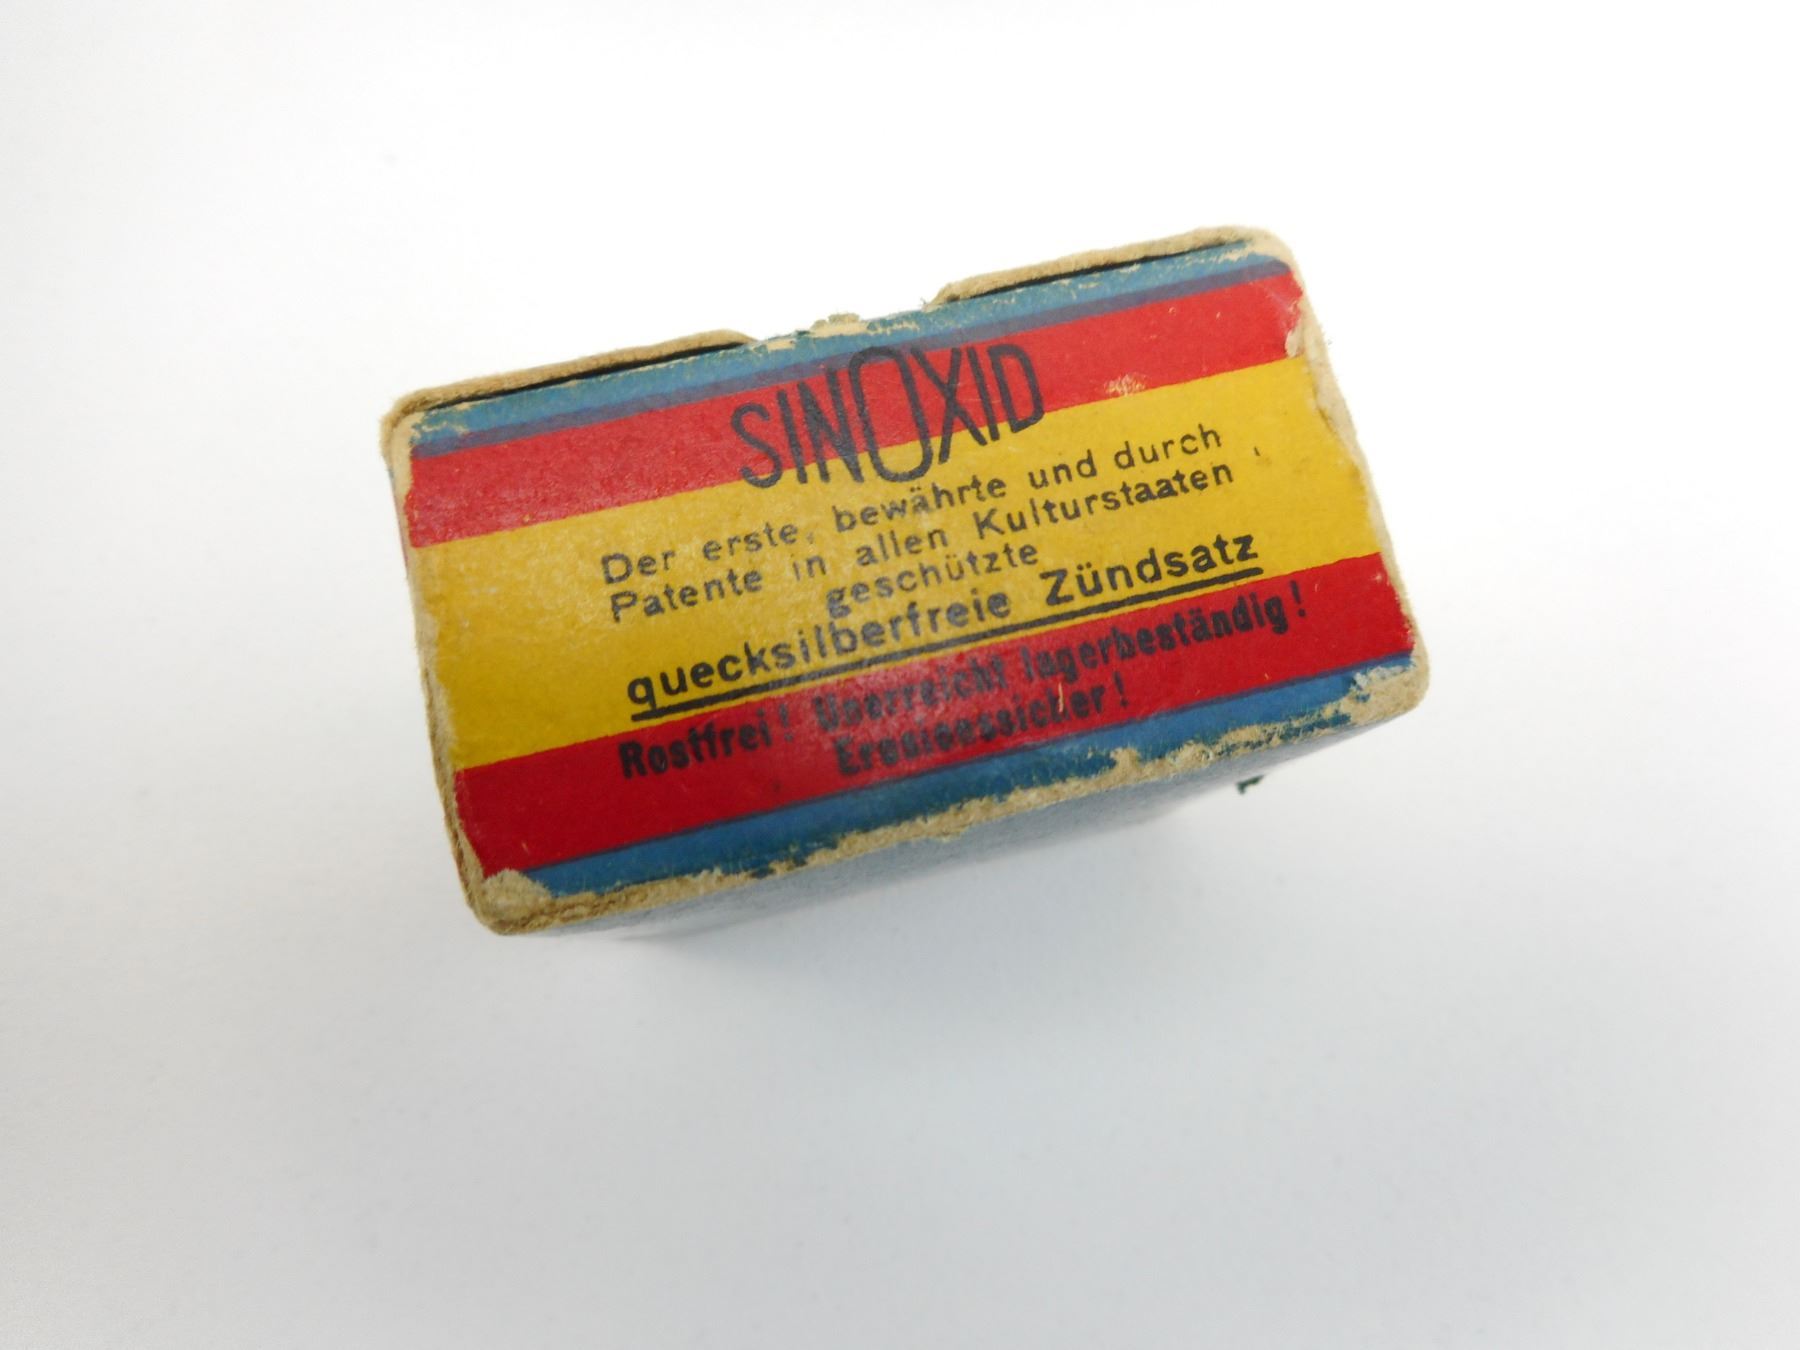 SINOXID
Der erste, bewährte und durch
Patente in allen Kulturstaaten
geschützte
quecksilberfreie Zündsatz
Rostfrei! Unerreicht lagerbeständig!
Erosionssicher!